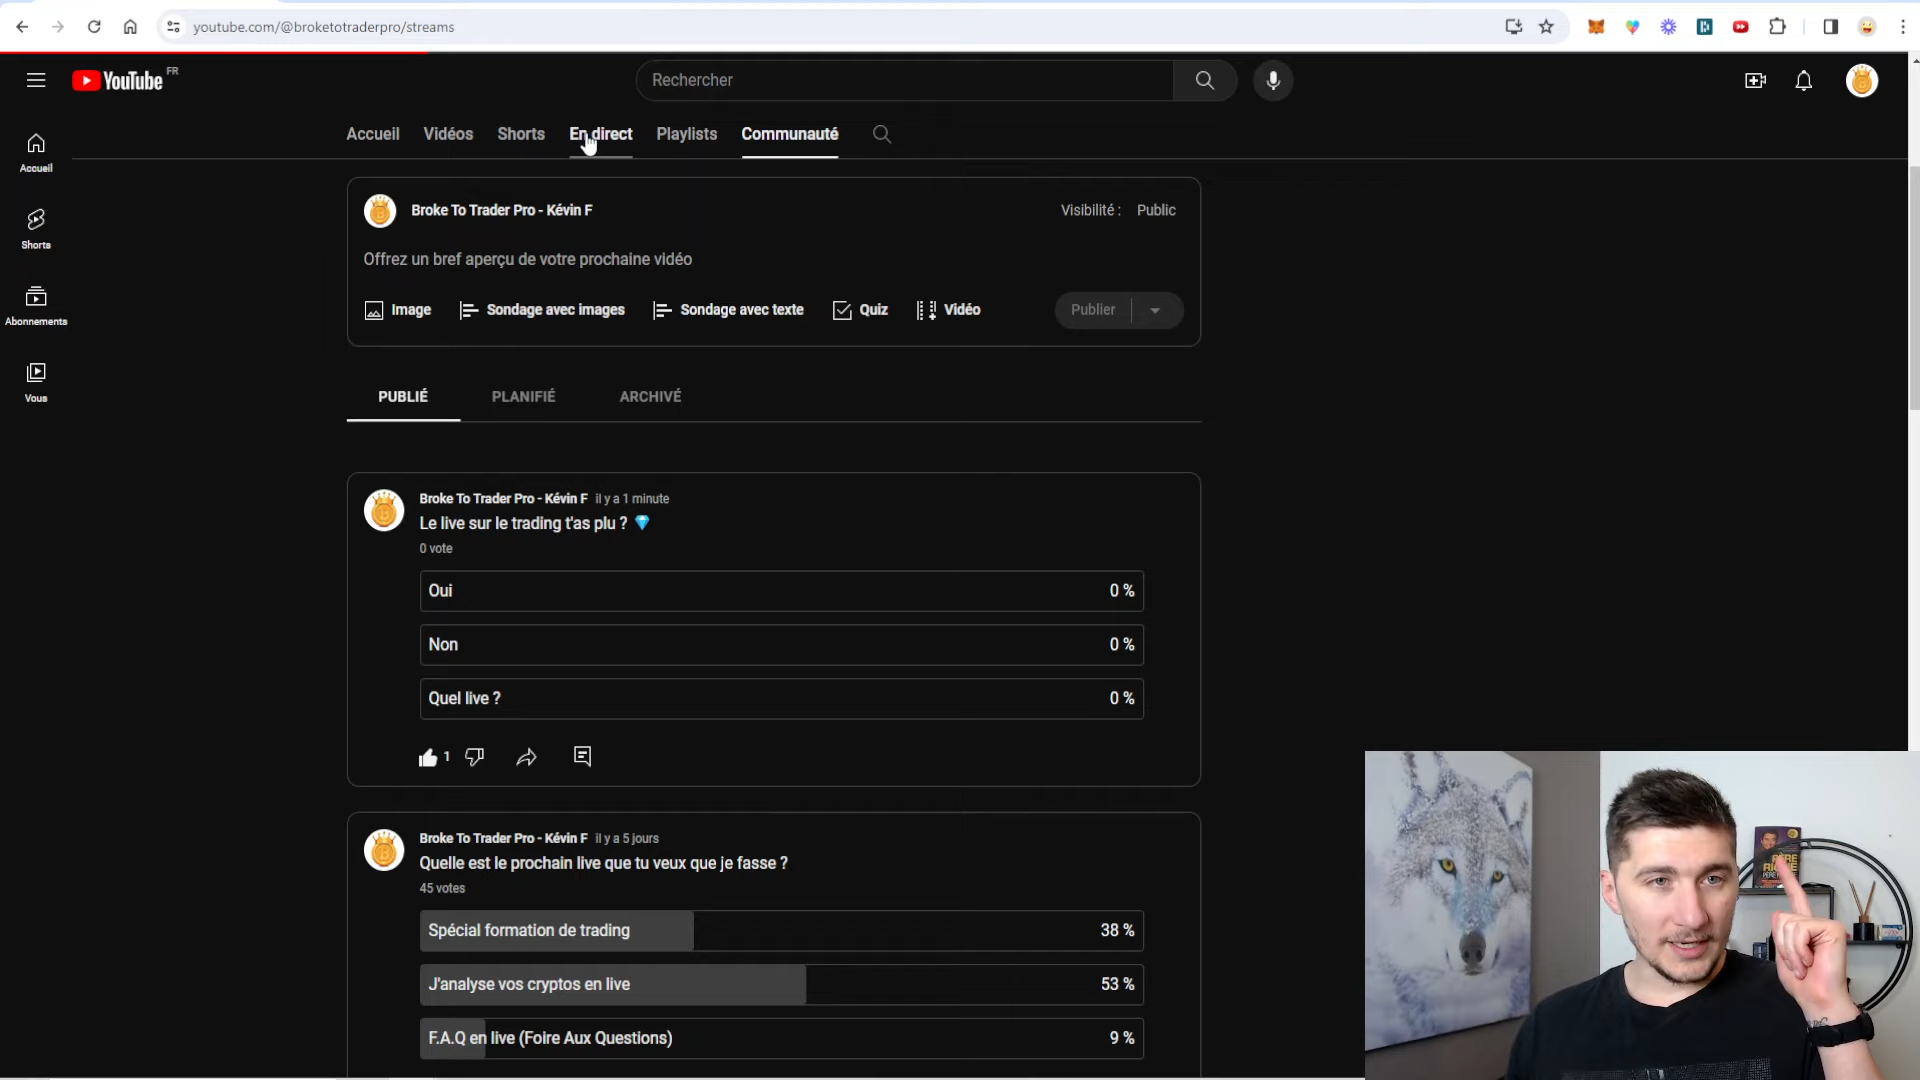 youtube.com/@broketotraderpro/streams
YouTube FR
Rechercher
Accueil
Vidéos
Shorts
En direct
Playlists
Communauté
Accueil
Shorts
Abonnements
Vous
Broke To Trader Pro - Kévin F
Visibilité : Public
Offrez un bref aperçu de votre prochaine vidéo
Image
Sondage avec images
Sondage avec texte
Quiz
Vidéo
Publier
PUBLIÉ
PLANIFIÉ
ARCHIVÉ
Broke To Trader Pro - Kévin F il y a 1 minute
Le live sur le trading t'as plu ? 💎
0 vote
Oui 0 %
Non 0 %
Quel live ? 0 %
1
Broke To Trader Pro - Kévin F il y a 5 jours
Quelle est le prochain live que tu veux que je fasse ?
45 votes
Spécial formation de trading 38 %
J'analyse vos cryptos en live 53 %
F.A.Q en live (Foire Aux Questions) 9 %